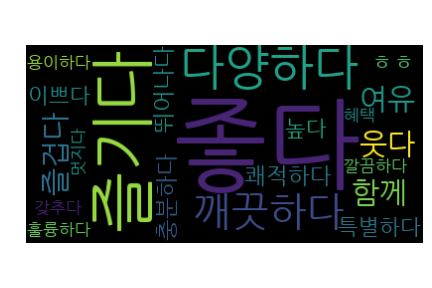 용이하다
즐기다
뛰어나다
다양하다
ㅎㅎ
이쁘다
좋다
여유
혜택
높다
즐겁다
멋지다
웃다
깔끔하다
충분하다
쾌적하다
함께
갖추다
깨끗하다
훌륭하다
특별하다